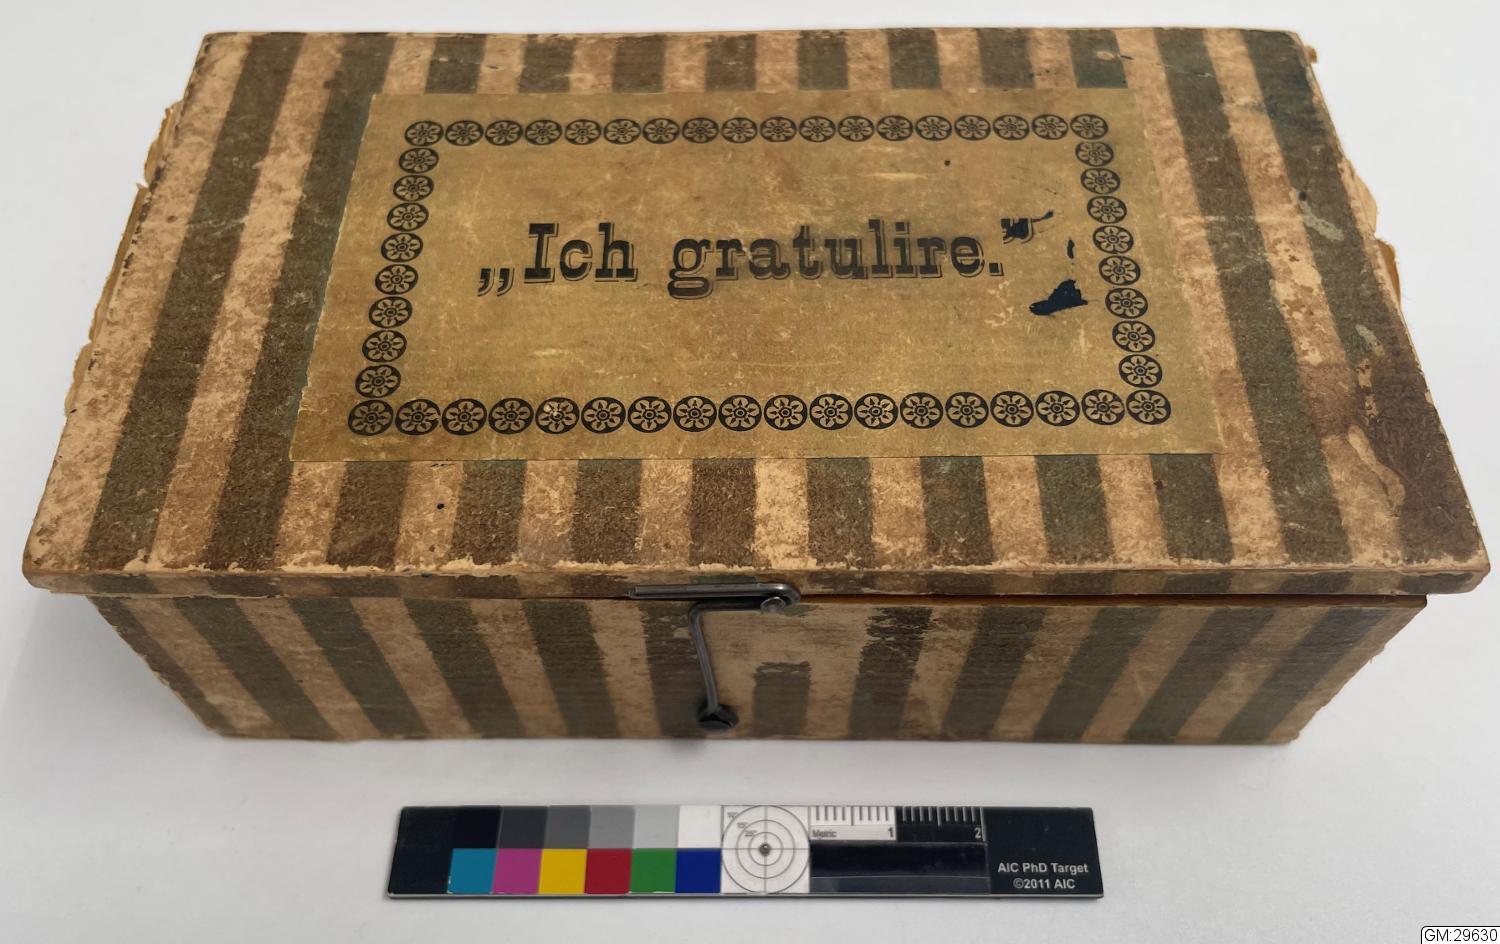 „Ich gratulire."
Metric 1 2
AIC PhD Target
©2011 AIC
GM:29630